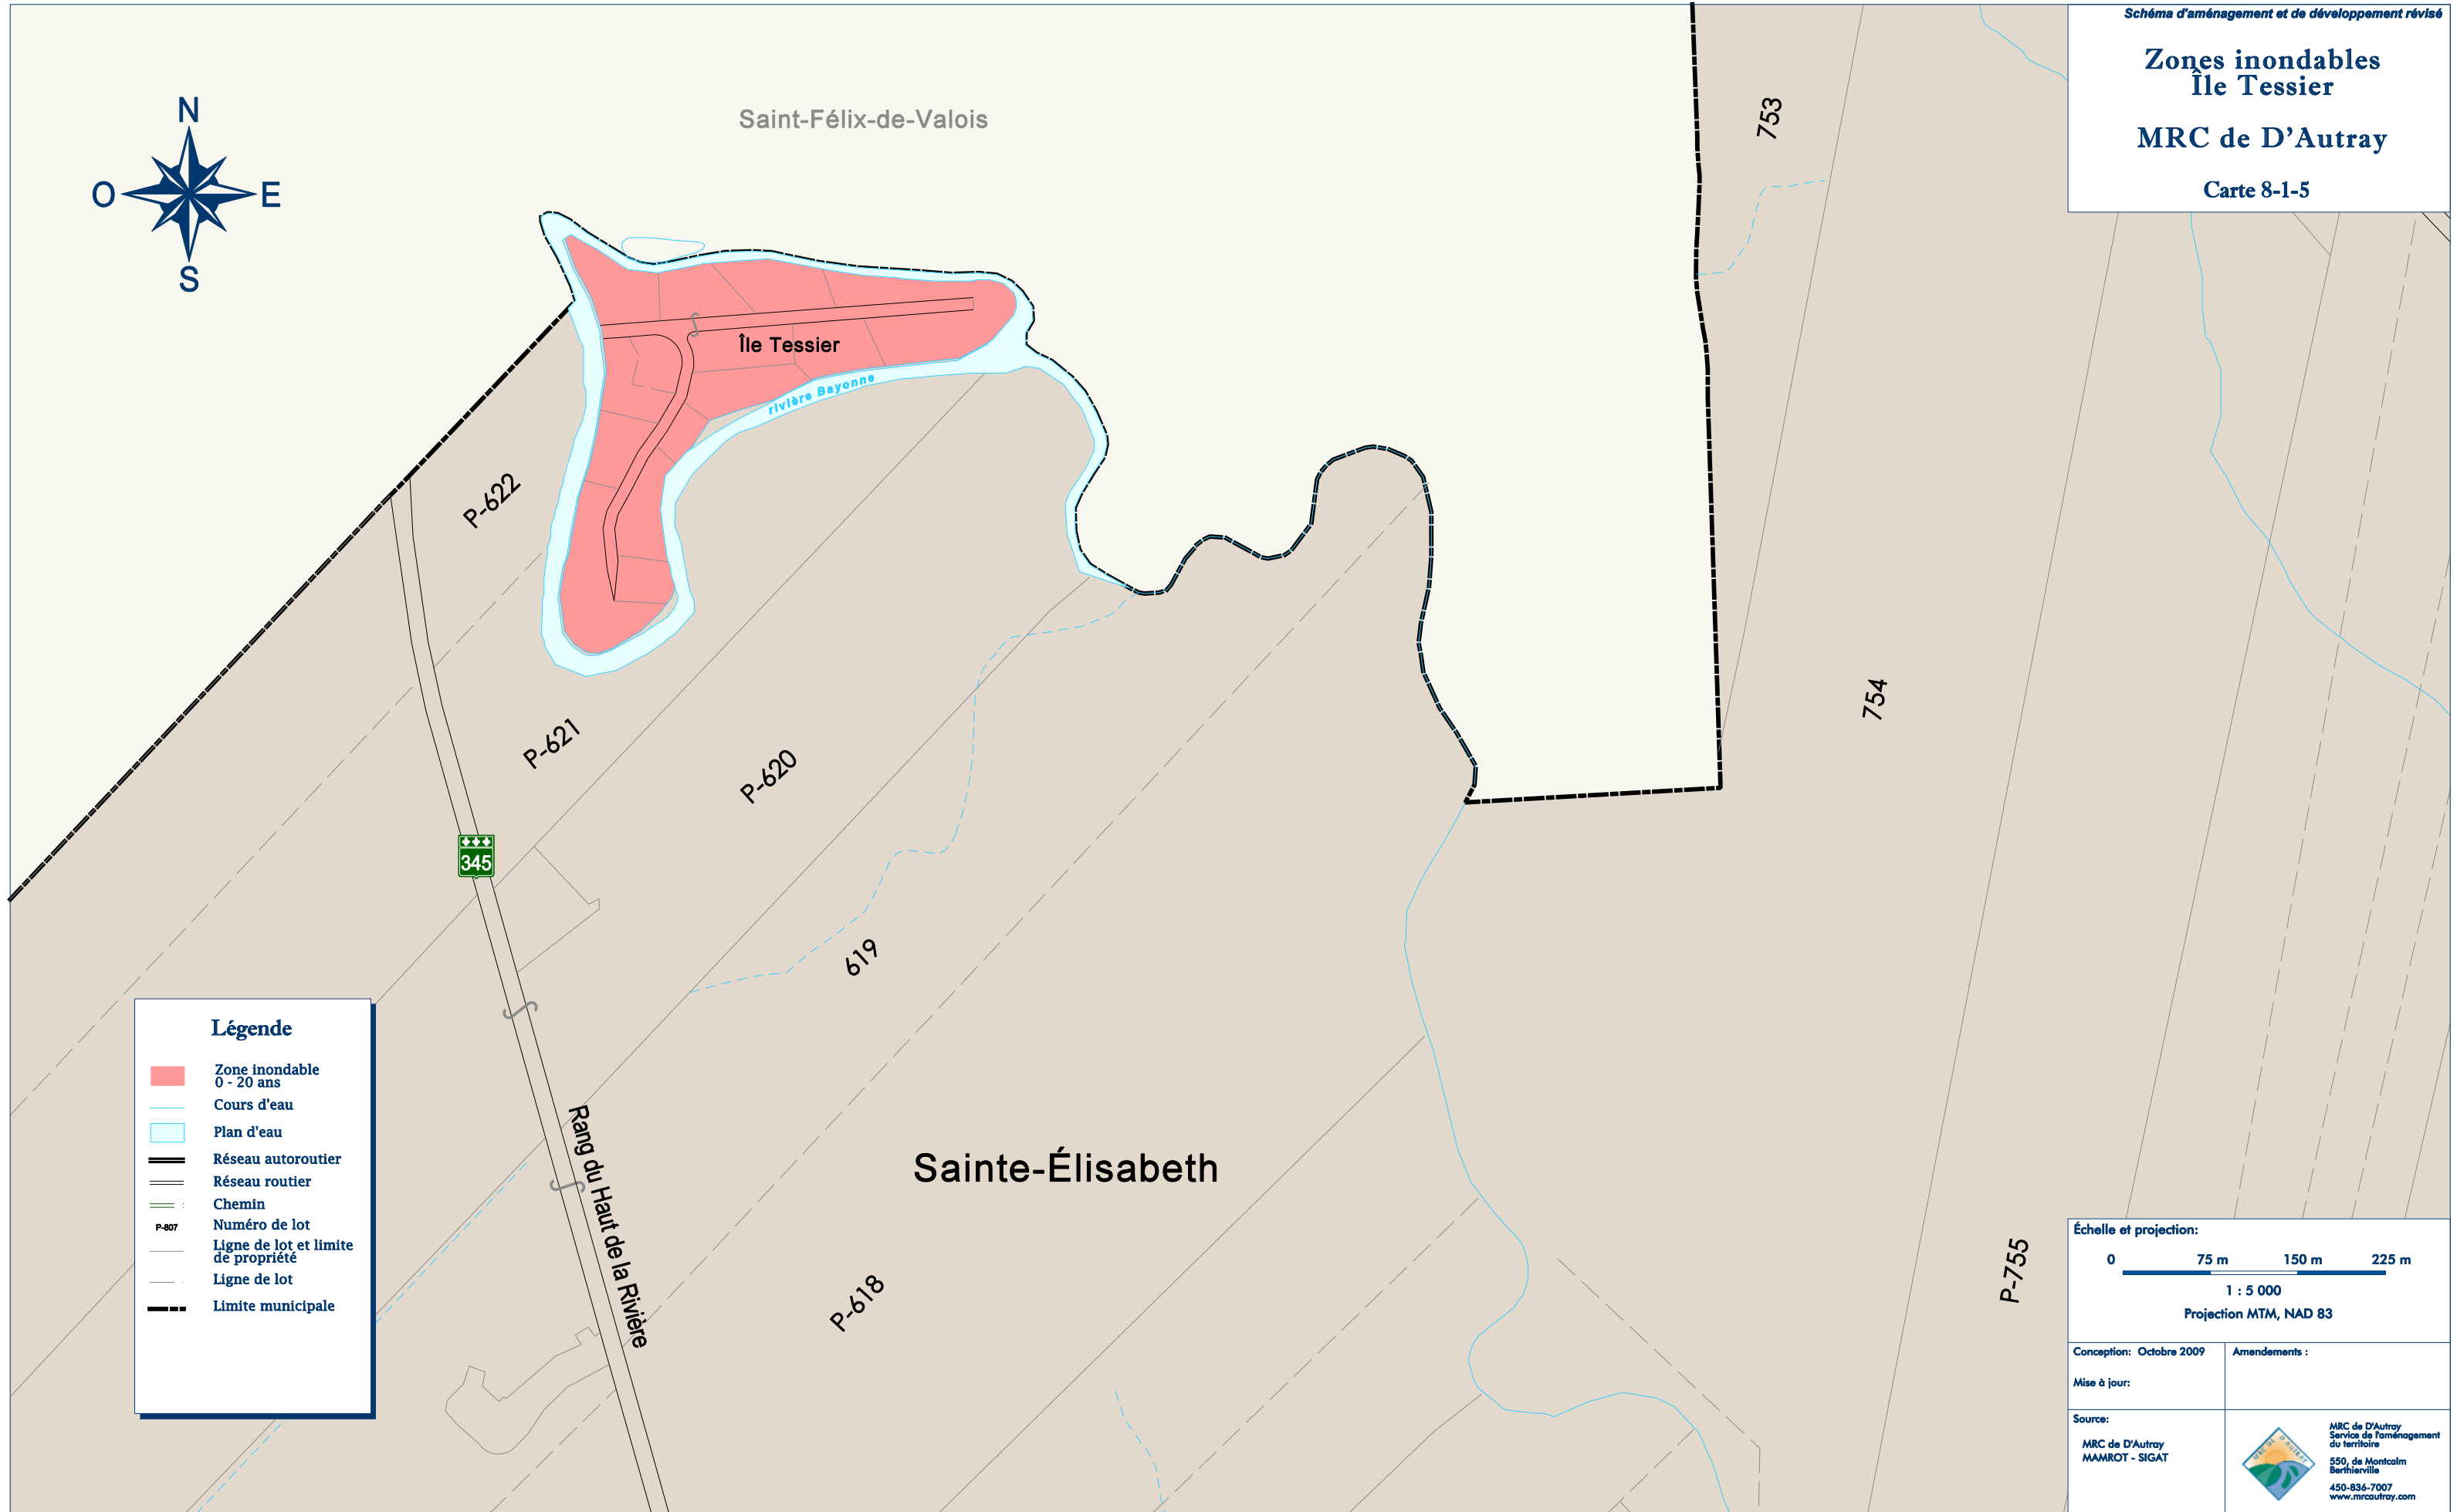 Schéma d'aménagement et de développement révisé
Zones inondables
Île Tessier
MRC de D'Autray
Carte 8-1-5
N
O
E
S
Saint-Félix-de-Valois
753
Île Tessier
rivière Bayonne
P-622
P-621
P-620
754
345
619
Sainte-Élisabeth
Rang du Haut de la Rivière
P-618
P-755
Légende
Zone inondable
0 - 20 ans
Cours d'eau
Plan d'eau
Réseau autoroutier
Réseau routier
Chemin
P-807
Numéro de lot
Ligne de lot et limite
de propriété
Ligne de lot
Limite municipale
Échelle et projection:
0 75 m 150 m 225 m
1 : 5 000
Projection MTM, NAD 83
Conception: Octobre 2009
Mise à jour:
Amendements :
Source:
MRC de D'Autray
MAMROT - SIGAT
MRC DE D'AUTRAY
MRC de D'Autray
Service de l'aménagement
du territoire
550, de Montcalm
Berthierville
450-836-7007
www.mrcautray.com